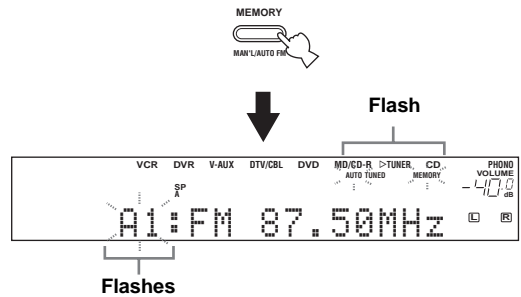 MEMORY
MAN'L/AUTO FM
Flash
VCR DVR V-AUX DTV/CBL DVD MD/CD-R ▷TUNER CD PHONO
AUTO TUNED MEMORY VOLUME
SP
A
-40.0
dB
A1:FM 87.50MHz L R
Flashes